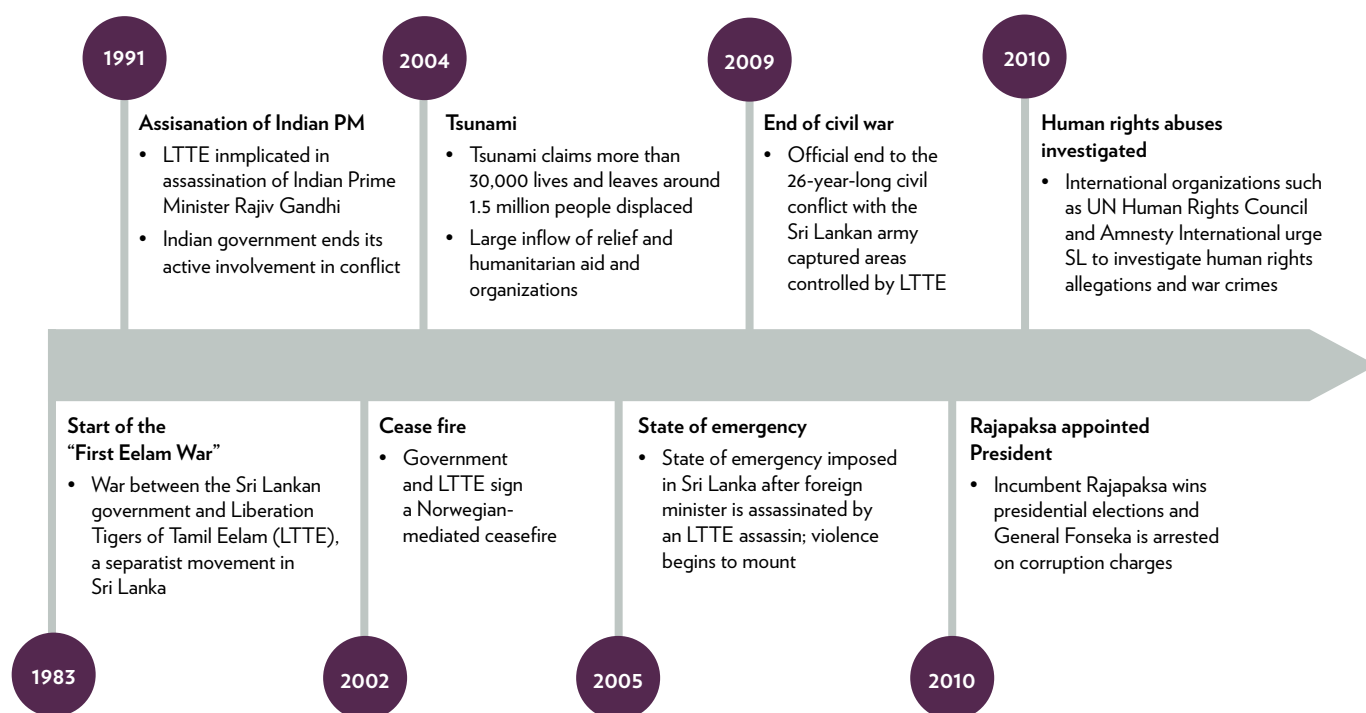 1991
Assisanation of Indian PM
• LTTE inmplicated in
assassination of Indian Prime
Minister Rajiv Gandhi
• Indian government ends its
active involvement in conflict
2004
Tsunami
• Tsunami claims more than
30,000 lives and leaves around
1.5 million people displaced
• Large inflow of relief and
humanitarian aid and
organizations
2009
End of civil war
• Official end to the
26-year-long civil
conflict with the
Sri Lankan army
captured areas
controlled by LTTE
2010
Human rights abuses
investigated
• International organizations such
as UN Human Rights Council
and Amnesty International urge
SL to investigate human rights
allegations and war crimes
Start of the
“First Eelam War”
• War between the Sri Lankan
government and Liberation
Tigers of Tamil Eelam (LTTE),
a separatist movement in
Sri Lanka
1983
Cease fire
• Government
and LTTE sign
a Norwegian-
mediated ceasefire
2002
State of emergency
• State of emergency imposed
in Sri Lanka after foreign
minister is assassinated by
an LTTE assassin; violence
begins to mount
2005
Rajapaksa appointed
President
• Incumbent Rajapaksa wins
presidential elections and
General Fonseka is arrested
on corruption charges
2010